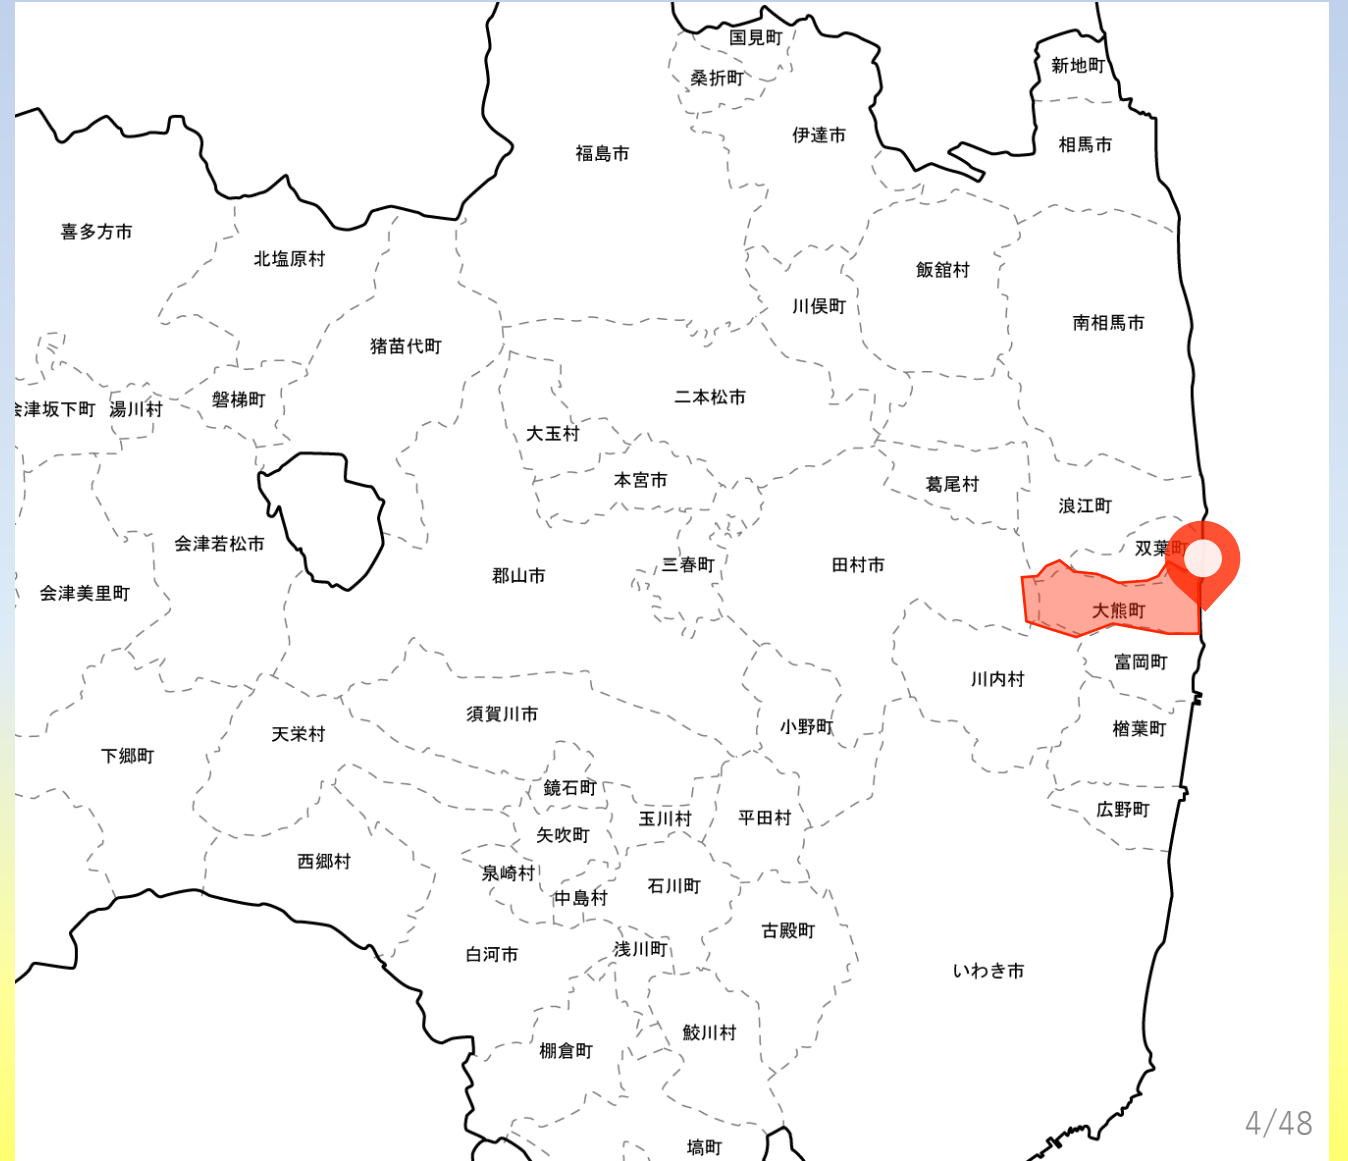 国見町
新地町
桑折町
伊達市
相馬市
福島市
喜多方市
北塩原村
飯舘村
川俣町
南相馬市
猪苗代町
二本松市
磐梯町
会津坂下町
湯川村
大玉村
本宮市
葛尾村
浪江町
会津若松市
双葉町
三春町
田村市
郡山市
会津美里町
大熊町
富岡町
川内村
須賀川市
小野町
楢葉町
天栄村
下郷町
鏡石町
広野町
玉川村
平田村
矢吹町
西郷村
泉崎村
石川町
中島村
古殿町
浅川町
白河市
いわき市
鮫川村
棚倉町
4/48
塙町